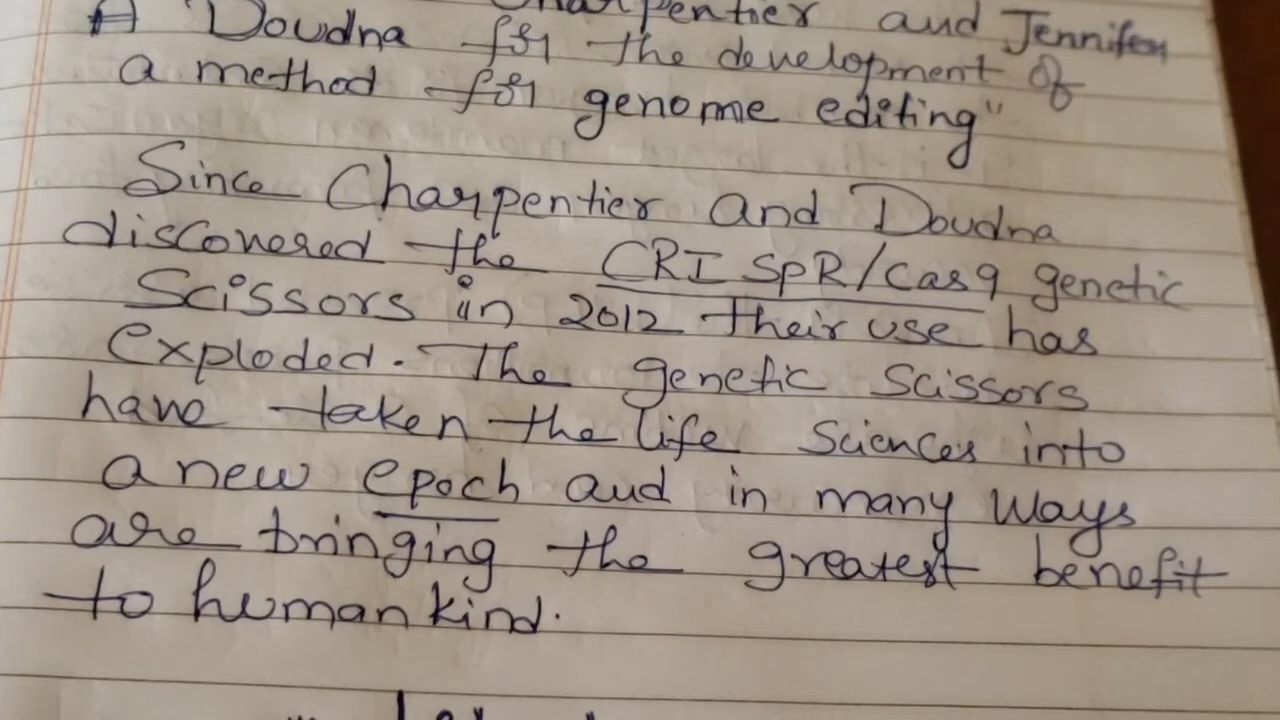 Charpentier and Jennifer
A Doudna for the development of
a method for genome editing"
Since Charpentier and Doudna
discovered the CRISPR/Cas9 genetic
Scissors in 2012 their use has
exploded. The genetic Scissors
have taken the life Sciences into
a new epoch and in many ways
are bringing the greatest benefit
to humankind.